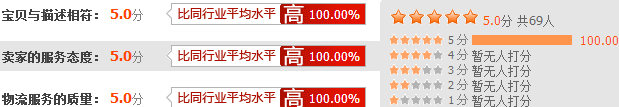 宝贝与描述相符： 5.0分 比同行业平均水平 高 100.00%
卖家的服务态度： 5.0分 比同行业平均水平 高 100.00%
物流服务的质量： 5.0分 比同行业平均水平 高 100.00%
5.0分 共69人
5 分 100.00
4 分 暂无人打分
3 分 暂无人打分
2 分 暂无人打分
1 分 暂无人打分